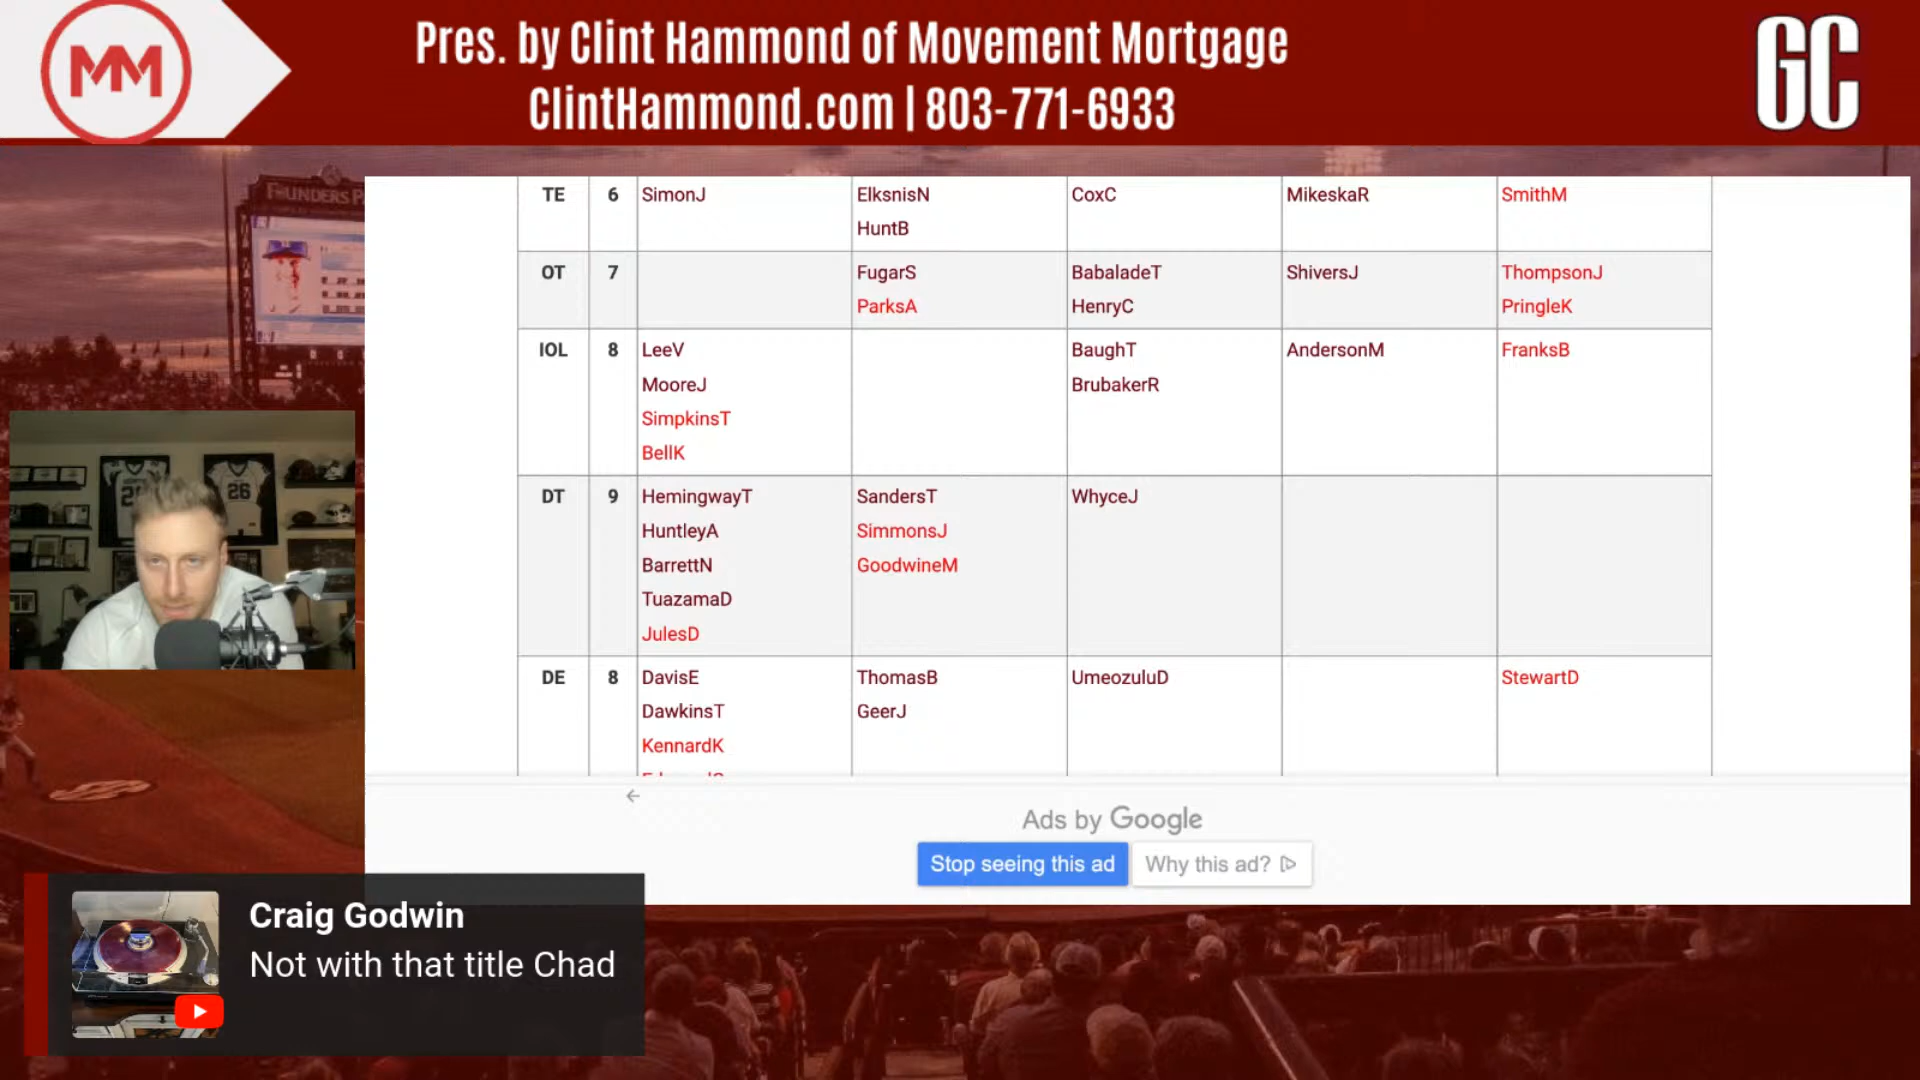 MM
Pres. by Clint Hammond of Movement Mortgage
ClintHammond.com | 803-771-6933
GC
FOUNDERS P
TE 6 SimonJ ElksnisN CoxC MikeskaR SmithM
HuntB
OT 7 FugarS BabaladeT ShiversJ ThompsonJ
ParksA HenryC PringleK
IOL 8 LeeV BaughT AndersonM FranksB
MooreJ BrubakerR
SimpkinsT
BellK
DT 9 HemingwayT SandersT WhyceJ
HuntleyA SimmonsJ
BarrettN GoodwineM
TuazamaD
JulesD
DE 8 DavisE ThomasB UmeozuluD StewartD
DawkinsT GeerJ
KennardK
26
Ads by Google
Stop seeing this ad Why this ad?
Craig Godwin
Not with that title Chad